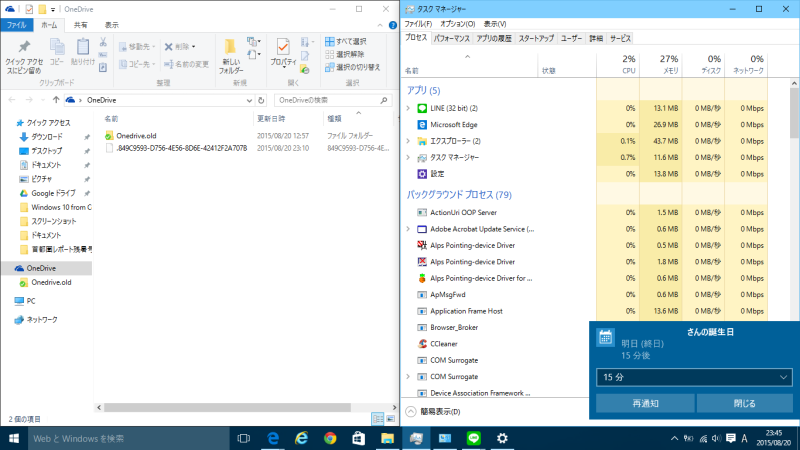 OneDrive
ファイル ホーム 共有 表示
クイック アクセスにピン留め
コピー
貼り付け
移動先
コピー先
削除
名前の変更
新しいフォルダー
プロパティ
すべて選択
選択解除
選択の切り替え
クリップボード 整理 新規 開く 選択
OneDrive
OneDriveの検索
クイック アクセス
ダウンロード
デスクトップ
ドキュメント
ピクチャ
Google ドライブ
Windows 10 from C
スクリーンショット
ドキュメント
首都圏レポート残暑号
OneDrive
Onedrive.old
PC
ネットワーク
名前 更新日時 種類
Onedrive.old 2015/08/20 12:57 ファイル フォルダー
.849C9593-D756-4E56-8D6E-42412F2A707B 2015/08/20 23:10 849C9593-D756-4E...
2 個の項目
タスク マネージャー
ファイル(F) オプション(O) 表示(V)
プロセス パフォーマンス アプリの履歴 スタートアップ ユーザー 詳細 サービス
2% 27% 0% 0%
名前 状態 CPU メモリ ディスク ネットワーク
アプリ (5)
LINE (32 bit) (2) 0% 13.1 MB 0 MB/秒 0 Mbps
Microsoft Edge 0% 26.9 MB 0 MB/秒 0 Mbps
エクスプローラー (2) 0.1% 43.7 MB 0 MB/秒 0 Mbps
タスク マネージャー 0.7% 11.6 MB 0 MB/秒 0 Mbps
設定 0% 13.8 MB 0 MB/秒 0 Mbps
バックグラウンド プロセス (79)
ActionUri OOP Server 0% 1.5 MB 0 MB/秒 0 Mbps
Adobe Acrobat Update Service (... 0% 0.6 MB 0 MB/秒 0 Mbps
Alps Pointing-device Driver 0% 0.5 MB 0 MB/秒 0 Mbps
Alps Pointing-device Driver 0% 1.8 MB 0 MB/秒 0 Mbps
Alps Pointing-device Driver for ... 0% 0.6 MB 0 MB/秒 0 Mbps
ApMsgFwd 0% 0.6 MB 0 MB/秒 0 Mbps
Application Frame Host 0% 13.6 MB 0 MB/秒 0 Mbps
Browser_Broker
CCleaner
COM Surrogate
COM Surrogate
Device Association Framework ...
簡易表示(D)
さんの誕生日
明日 (終日)
15 分後
15 分
再通知 閉じる
Web と Windows を検索
A
23:45
2015/08/20